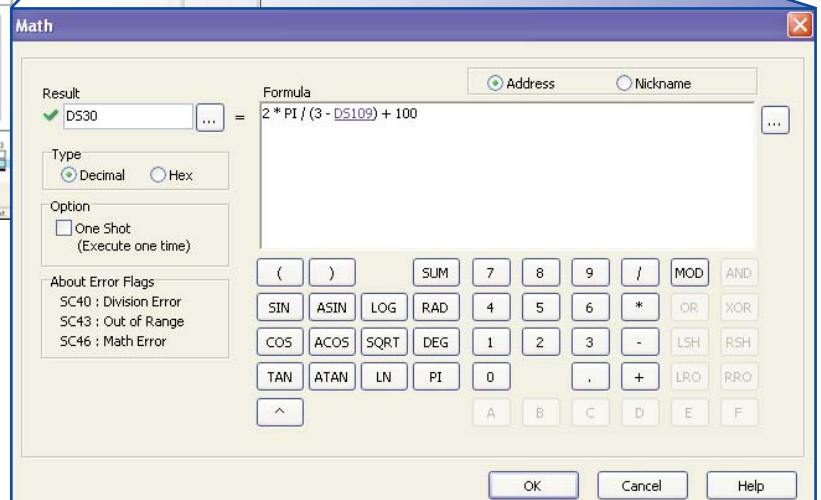 Math
Address Nickname
Result Formula
DS30 ... = 2 * PI / (3 - DS109) + 100 ...
Type
Decimal Hex
Option
One Shot
(Execute one time)
About Error Flags
SC40 : Division Error
SC43 : Out of Range
SC46 : Math Error
( ) SUM 7 8 9 / MOD AND
SIN ASIN LOG RAD 4 5 6 * OR XOR
COS ACOS SQRT DEG 1 2 3 - LSH RSH
TAN ATAN LN PI 0 . + LRO RRO
^ A B C D E F
OK Cancel Help